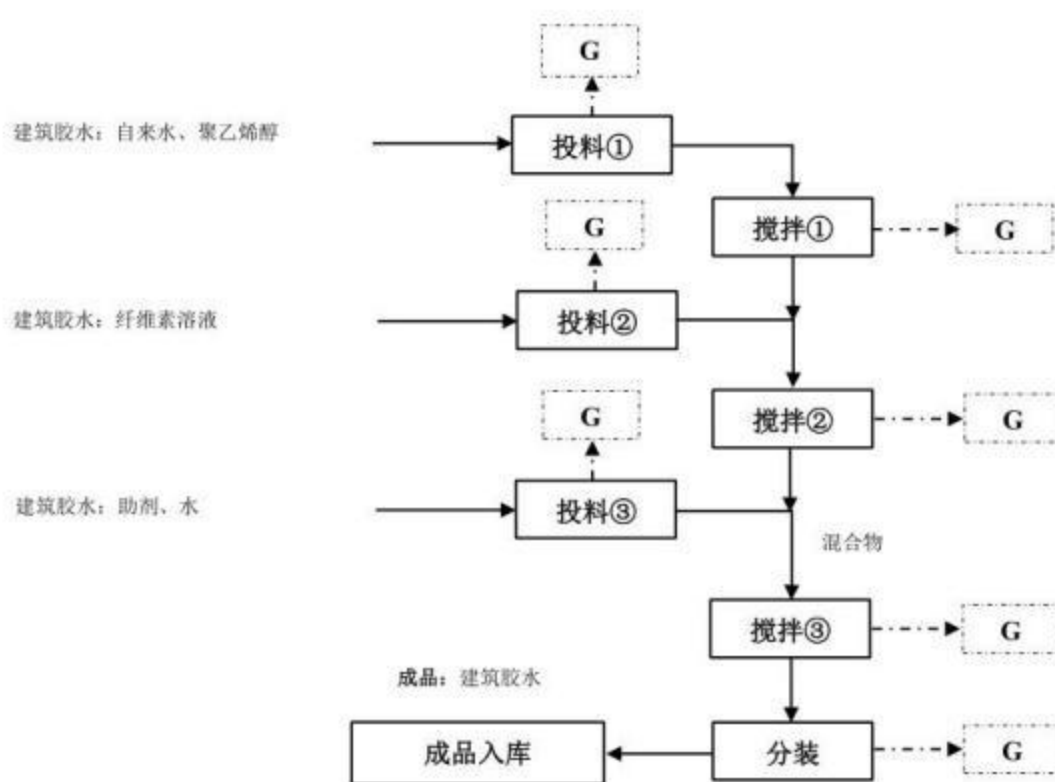 G
建筑胶水：自来水、聚乙烯醇
投料①
搅拌①
G
G
建筑胶水：纤维素溶液
投料②
搅拌②
G
G
建筑胶水：助剂、水
投料③
混合物
搅拌③
G
成品：建筑胶水
成品入库
分装
G